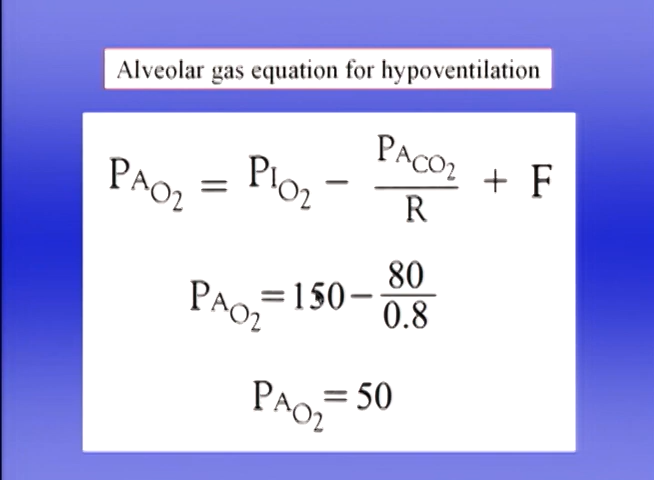 Alveolar gas equation for hypoventilation
PAO₂ = PIO₂ − PACO₂/R + F
PAO₂ = 150 − 80/0.8
PAO₂ = 50